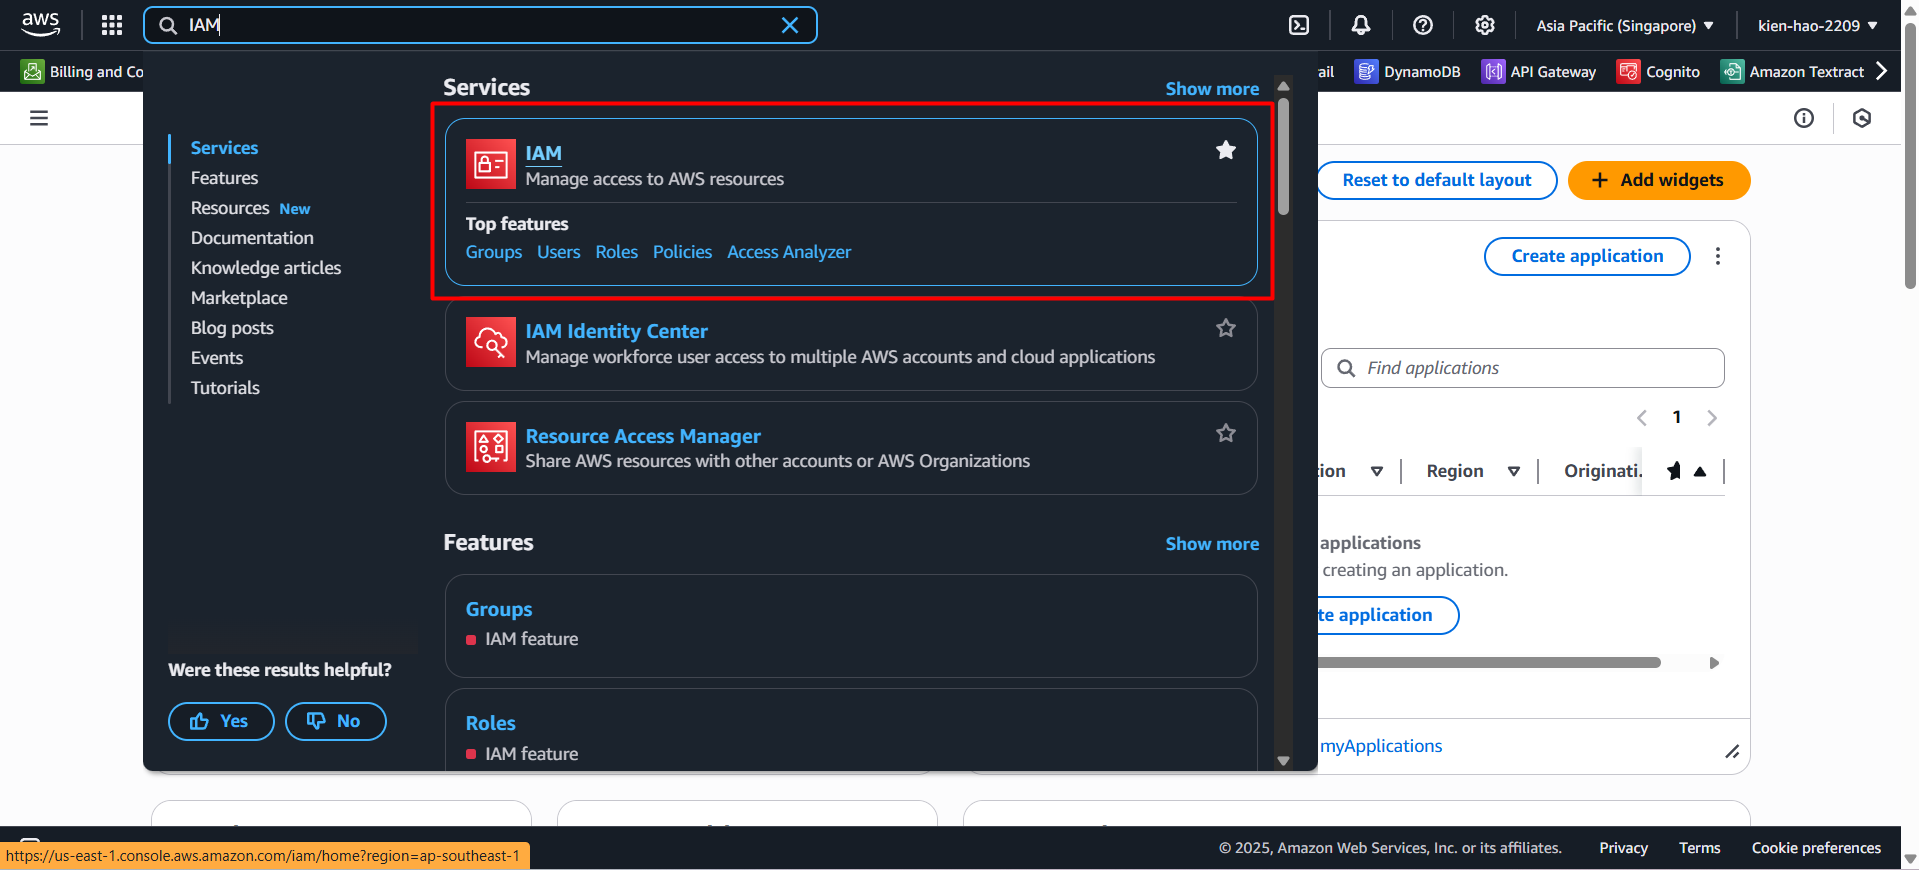 aws
IAM
Asia Pacific (Singapore)
kien-hao-2209
Billing and Co
ail
DynamoDB
API Gateway
Cognito
Amazon Textract
Services
Features
Resources New
Documentation
Knowledge articles
Marketplace
Blog posts
Events
Tutorials
Were these results helpful?
Yes
No
Services
Show more
IAM
Manage access to AWS resources
Top features
Groups Users Roles Policies Access Analyzer
IAM Identity Center
Manage workforce user access to multiple AWS accounts and cloud applications
Resource Access Manager
Share AWS resources with other accounts or AWS Organizations
Features
Show more
Groups
IAM feature
Roles
IAM feature
Reset to default layout
+ Add widgets
Create application
Find applications
1
ion
Region
Originati.
applications
creating an application.
te application
myApplications
© 2025, Amazon Web Services, Inc. or its affiliates.
Privacy
Terms
Cookie preferences
https://us-east-1.console.aws.amazon.com/iam/home?region=ap-southeast-1